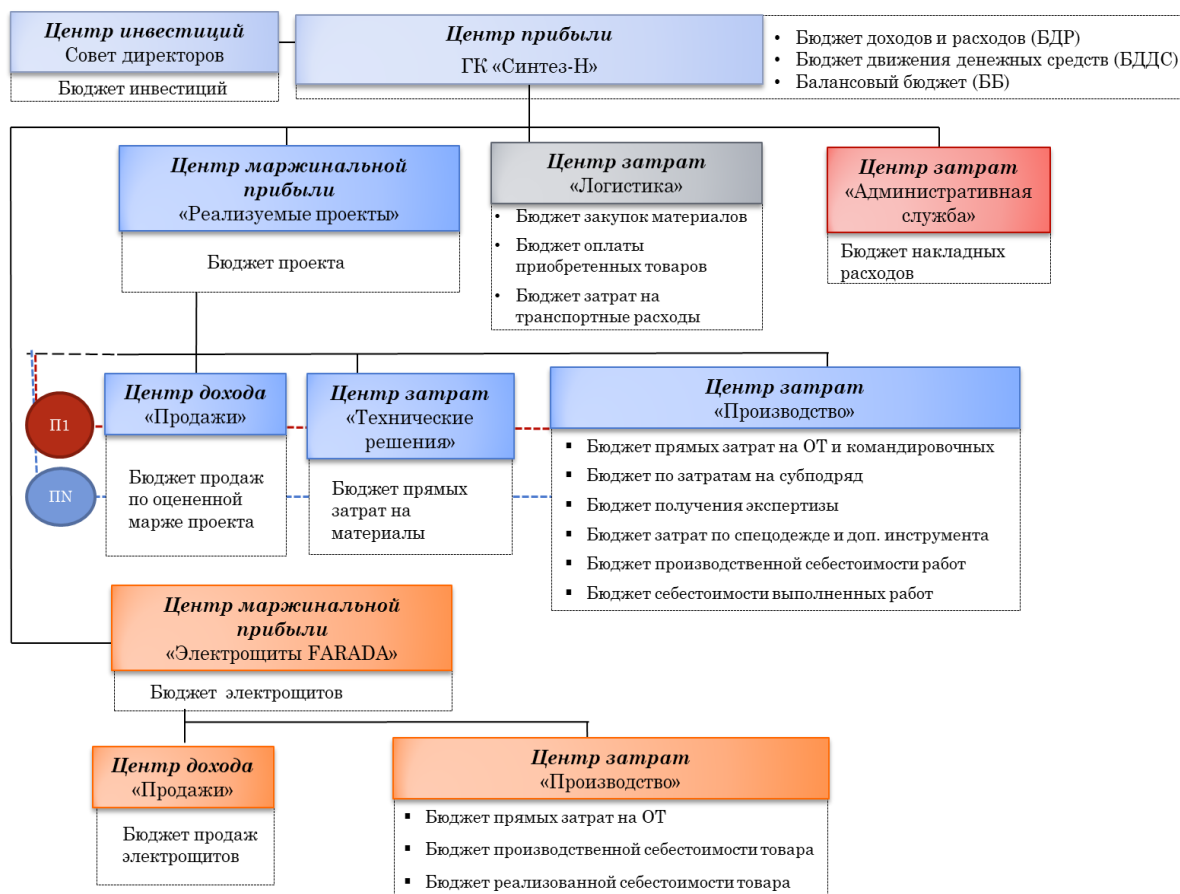 Центр инвестиций
Совет директоров
Бюджет инвестиций
Центр прибыли
ГК «Синтез-Н»
• Бюджет доходов и расходов (БДР)
• Бюджет движения денежных средств (БДДС)
• Балансовый бюджет (ББ)
Центр маржинальной
прибыли
«Реализуемые проекты»
Бюджет проекта
Центр затрат
«Логистика»
• Бюджет закупок материалов
• Бюджет оплаты
приобретенных товаров
• Бюджет затрат на
транспортные расходы
Центр затрат
«Административная
служба»
Бюджет накладных
расходов
П1
ПN
Центр дохода
«Продажи»
Бюджет продаж
по оцененной
марже проекта
Центр затрат
«Технические
решения»
Бюджет прямых
затрат на
материалы
Центр затрат
«Производство»
▪ Бюджет прямых затрат на ОТ и командировочных
▪ Бюджет по затратам на субподряд
▪ Бюджет получения экспертизы
▪ Бюджет затрат по спецодежде и доп. инструмента
▪ Бюджет производственной себестоимости работ
▪ Бюджет себестоимости выполненных работ
Центр маржинальной
прибыли
«Электрощиты FARADA»
Бюджет электрощитов
Центр дохода
«Продажи»
Бюджет продаж
электрощитов
Центр затрат
«Производство»
▪ Бюджет прямых затрат на ОТ
▪ Бюджет производственной себестоимости товара
▪ Бюджет реализованной себестоимости товара